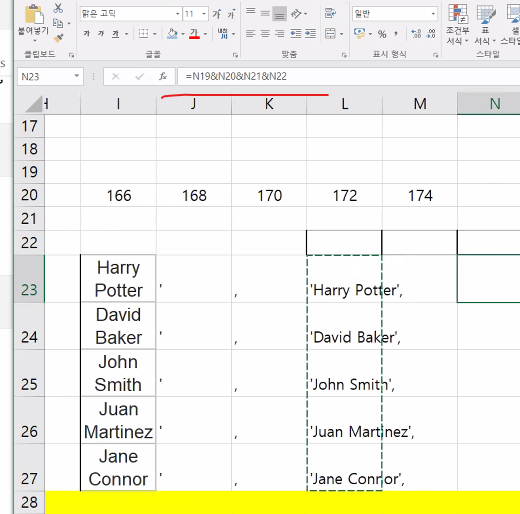 붙여넣기
클립보드
맑은 고딕 11 가 가
가 가 가 가 가
글꼴
맞춤
일반
% ,
표시 형식
조건부 표 셀
서식 서식 스타일
스타
N23 fx =N19&N20&N21&N22
H I J K L M N
17
18
19
20 166 168 170 172 174
21
22
Harry
23 Potter ' , 'Harry Potter',
David
24 Baker ' , 'David Baker',
John
25 Smith ' , 'John Smith',
Juan
26 Martinez ' , 'Juan Martinez',
Jane
27 Connor ' , 'Jane Connor',
28